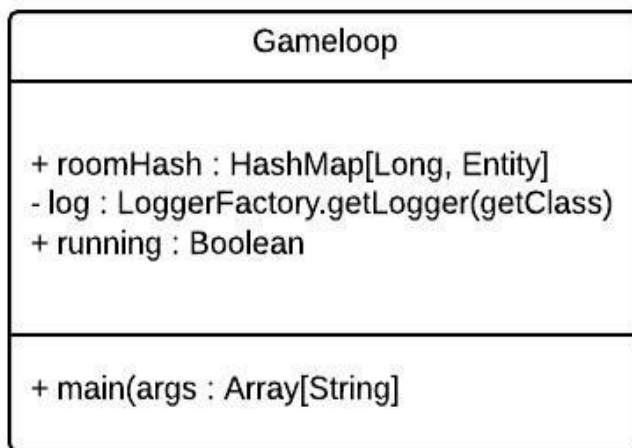 Gameloop
+ roomHash : HashMap[Long, Entity]
- log : LoggerFactory.getLogger(getClass)
+ running : Boolean
+ main(args : Array[String]